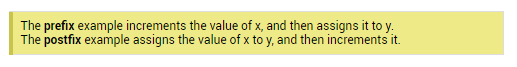 The prefix example increments the value of x, and then assigns it to y.
The postfix example assigns the value of x to y, and then increments it.